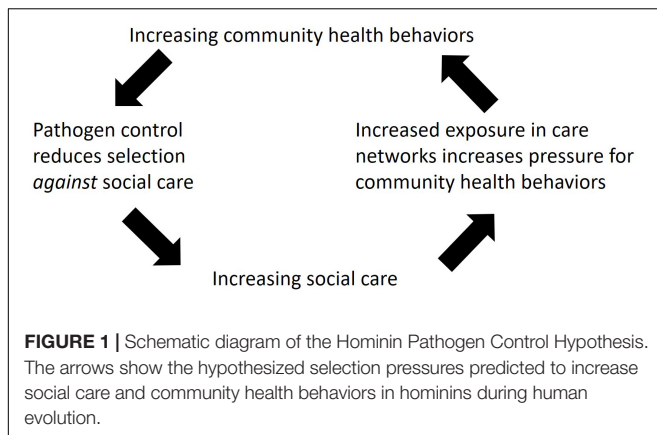 Increasing community health behaviors
Pathogen control
reduces selection
against social care
Increased exposure in care
networks increases pressure for
community health behaviors
Increasing social care
FIGURE 1 | Schematic diagram of the Hominin Pathogen Control Hypothesis.
The arrows show the hypothesized selection pressures predicted to increase
social care and community health behaviors in hominins during human
evolution.